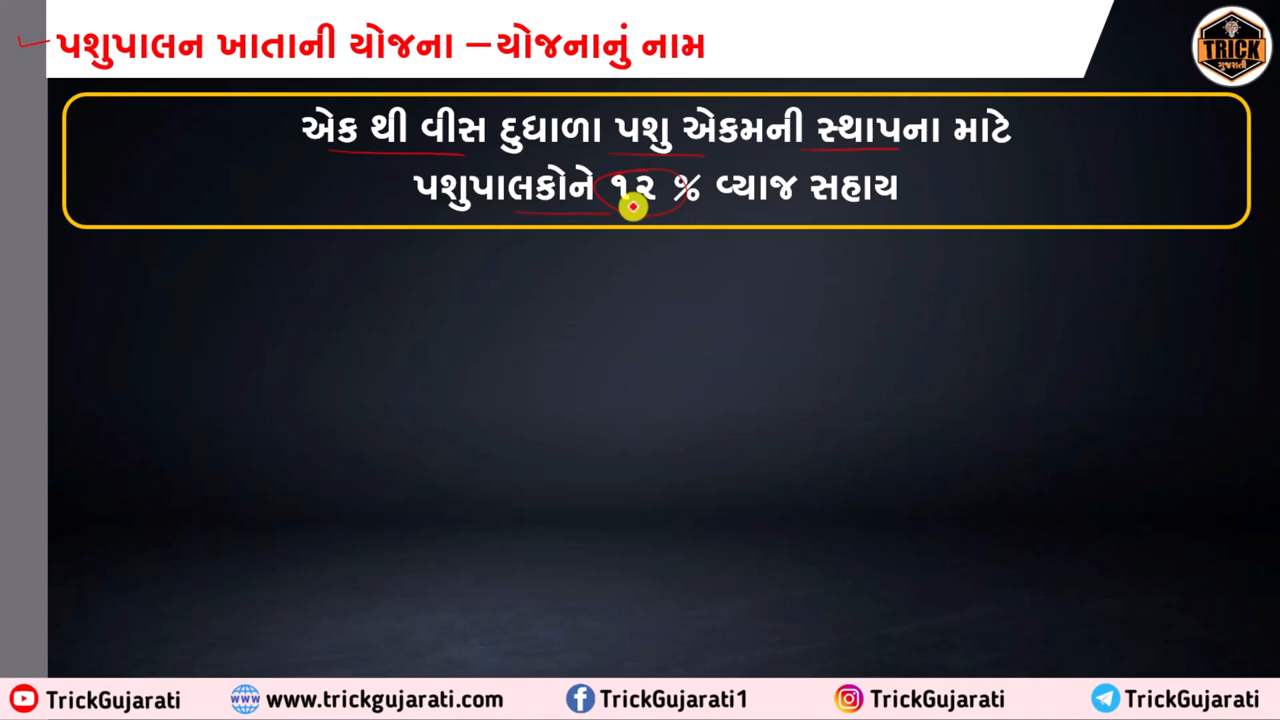 પશુપાલન ખાતાની યોજના – યોજનાનું નામ
TRICK
ગુજરાતી
એક થી વીસ દુધાળા પશુ એકમની સ્થાપના માટે
પશુપાલકોને ૧૨ % વ્યાજ સહાય
TrickGujarati
www.trickgujarati.com
TrickGujarati1
TrickGujarati
TrickGujarati